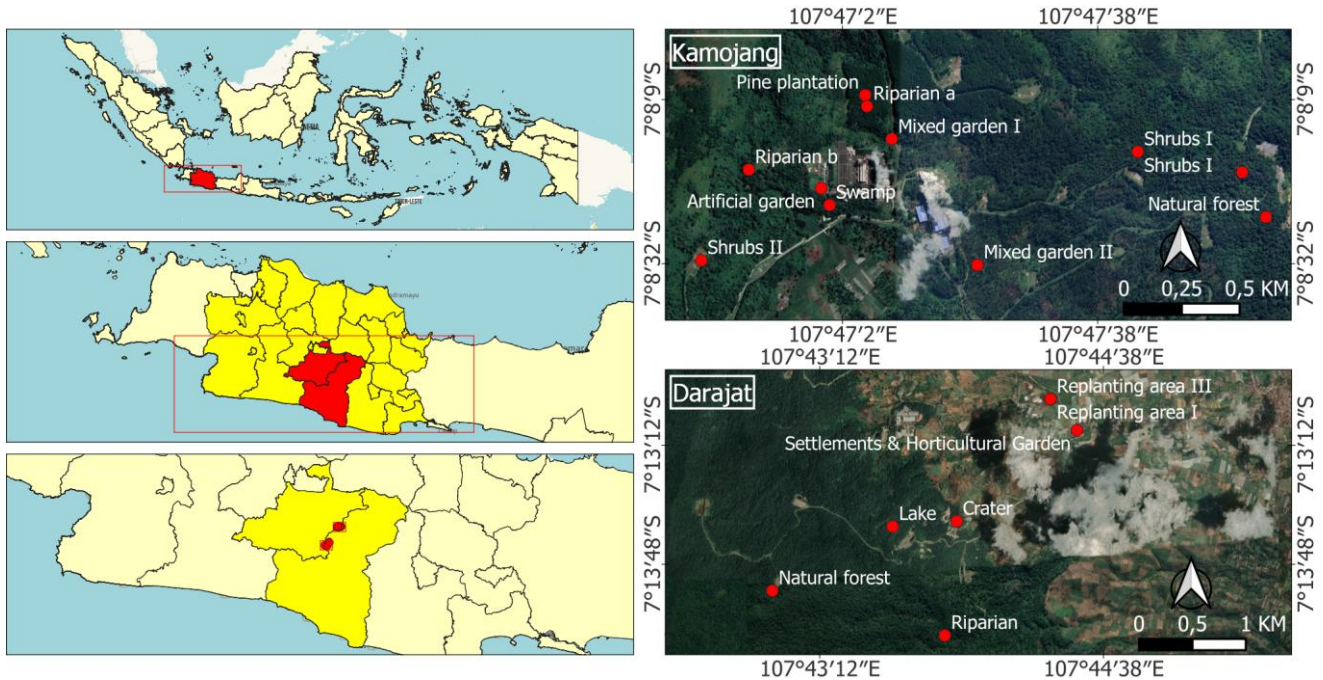 107°47′2″E
107°47′38″E
Kamojang
7°8′9″S
7°8′9″S
Pine plantation
Riparian a
Mixed garden I
Shrubs I
Shrubs I
Riparian b
Artificial garden
Swamp
Natural forest
Shrubs II
Mixed garden II
7°8′32″S
7°8′32″S
0
0,25
0,5 KM
107°47′2″E
107°47′38″E
107°43′12″E
107°44′38″E
Darajat
Replanting area III
Replanting area I
Settlements & Horticultural Garden
7°13′12″S
7°13′12″S
Lake
Crater
7°13′48″S
7°13′48″S
Natural forest
Riparian
0
0,5
1 KM
107°43′12″E
107°44′38″E